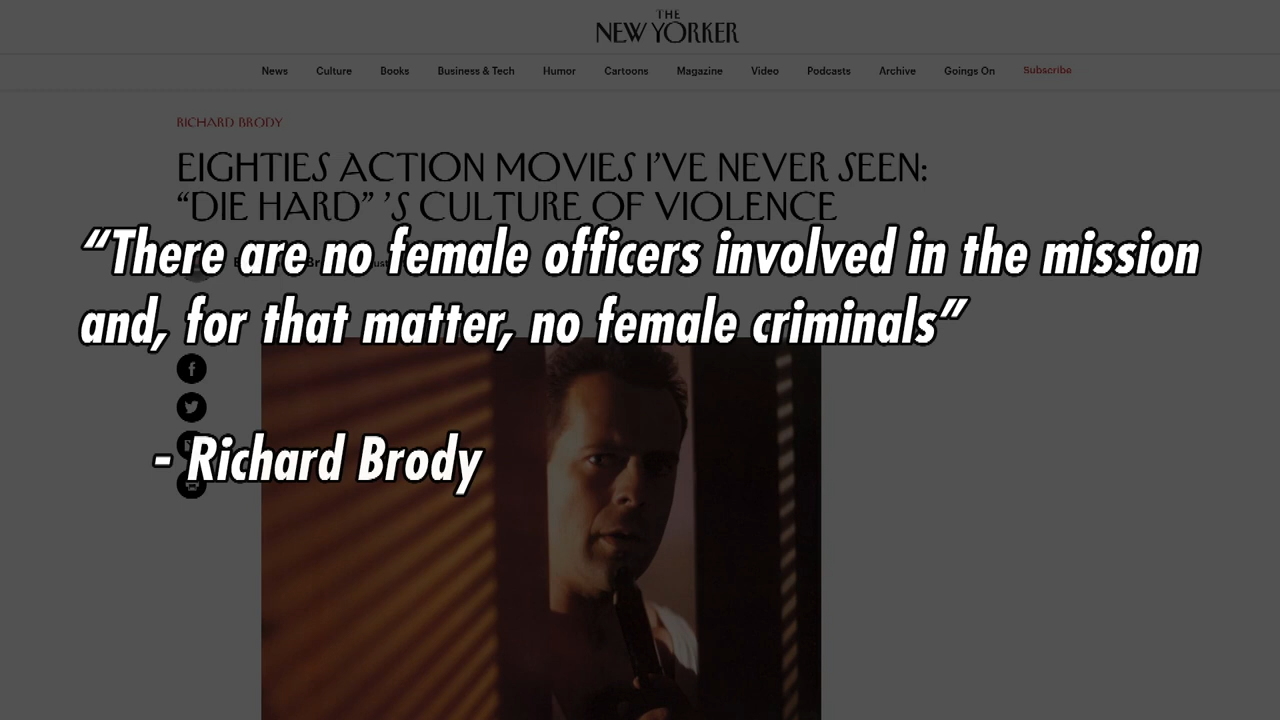 THE
NEW YORKER
News Culture Books Business & Tech Humor Cartoons Magazine Video Podcasts Archive Goings On Subscribe
RICHARD BRODY
EIGHTIES ACTION MOVIES I’VE NEVER SEEN:
“DIE HARD” ’S CULTURE OF VIOLENCE
“There are no female officers involved in the mission
and, for that matter, no female criminals”
- Richard Brody